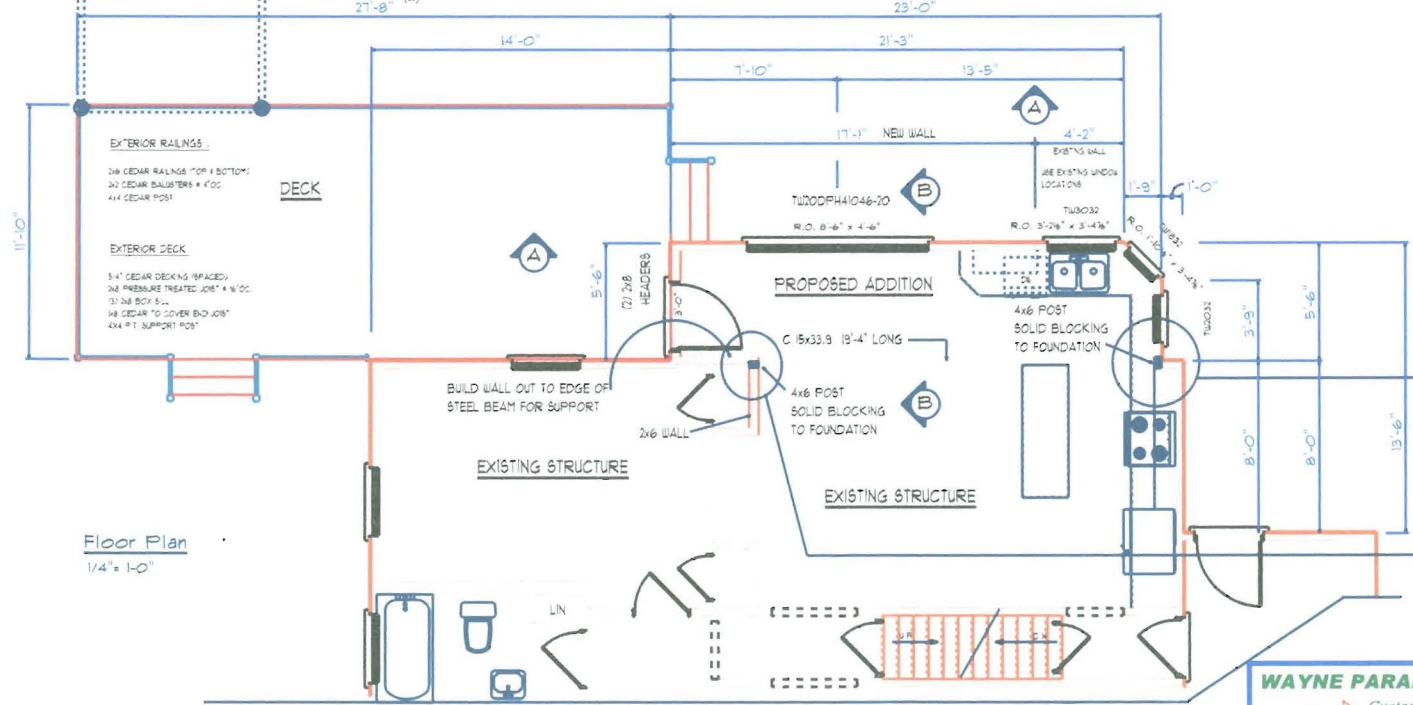 27'-8"
23'-0"
14'-0"
21'-3"
7'-10"
13'-5"
A
17'-1" NEW WALL
4'-2"
EXISTING WALL
USE EXISTING WINDOW
LOCATIONS
1'-9"
1'-0"
EXTERIOR RAILINGS
2x6 CEDAR RAILINGS (TOP & BOTTOM)
2x2 CEDAR BALUSTERS @ 4" OC.
4x4 CEDAR POST
DECK
B
TW20DPH41046-20
R.O. 8'-6" x 4'-6"
TW3032
R.O. 3'-2⅛" x 3'-4⅞"
11'-10"
EXTERIOR DECK
5/4" CEDAR DECKING (SPACED)
2x8 PRESSURE TREATED JOIST @ 16" OC.
(3) 2x8 BOX SILL
1x8 CEDAR TO COVER END JOIST
4x4 P.T. SUPPORT POST
A
5'-6"
(2) 2x8
HEADERS
3'-0"
PROPOSED ADDITION
TW2032
3'-9"
5'-6"
4x6 POST
SOLID BLOCKING
TO FOUNDATION
C 15x33.9 19'-4" LONG
BUILD WALL OUT TO EDGE OF
STEEL BEAM FOR SUPPORT
2x6 WALL
4x6 POST
SOLID BLOCKING
TO FOUNDATION
B
8'-0"
8'-0"
13'-6"
EXISTING STRUCTURE
EXISTING STRUCTURE
Floor Plan
1/4" = 1'-0"
LIN
UP
WAYNE PARA